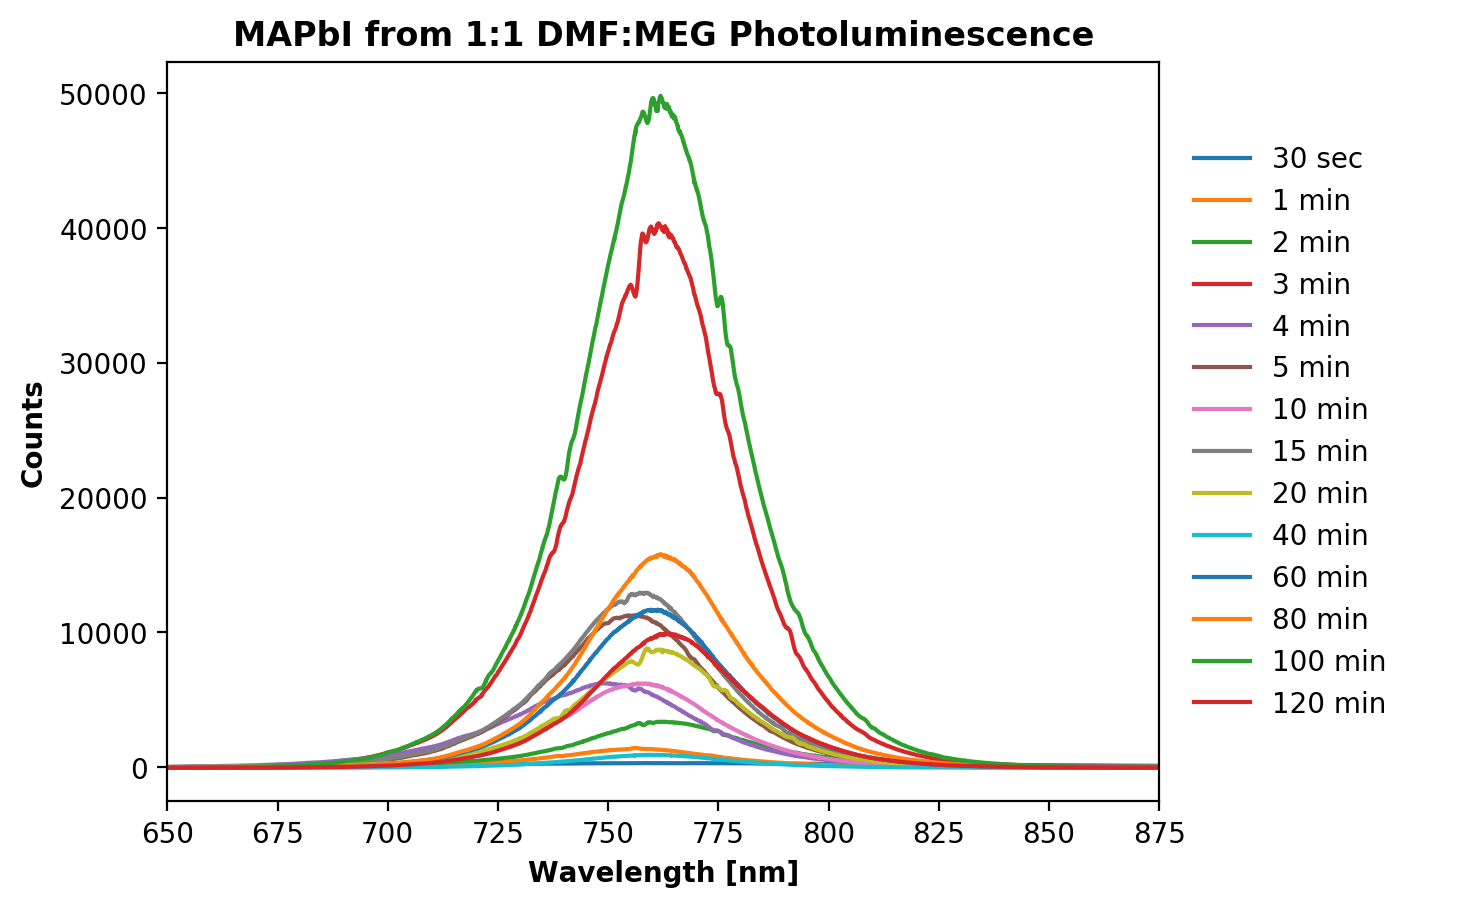 MAPbI from 1:1 DMF:MEG Photoluminescence
50000
40000
30000
20000
10000
0
Counts
650 675 700 725 750 775 800 825 850 875
Wavelength [nm]
30 sec
1 min
2 min
3 min
4 min
5 min
10 min
15 min
20 min
40 min
60 min
80 min
100 min
120 min